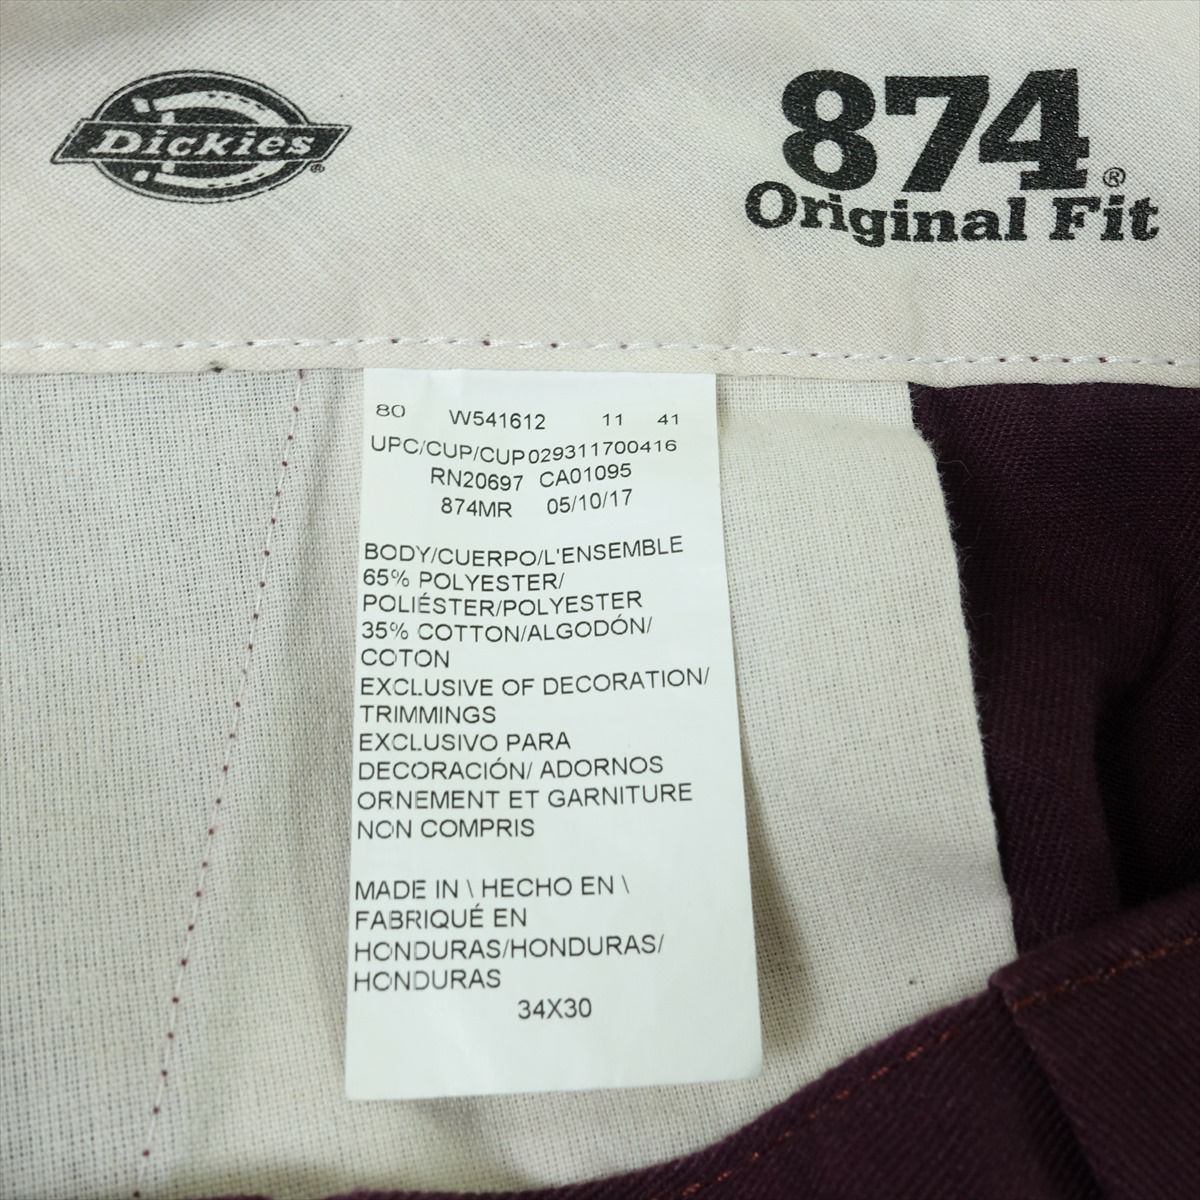 Dickies®
874®
Original Fit
80 W541612 11 41
UPC/CUP/CUP029311700416
RN20697 CA01095
874MR 05/10/17
BODY/CUERPO/L'ENSEMBLE
65% POLYESTER/
POLIÉSTER/POLYESTER
35% COTTON/ALGODÓN/
COTON
EXCLUSIVE OF DECORATION/
TRIMMINGS
EXCLUSIVO PARA
DECORACIÓN/ ADORNOS
ORNEMENT ET GARNITURE
NON COMPRIS
MADE IN \ HECHO EN \
FABRIQUÉ EN
HONDURAS/HONDURAS/
HONDURAS
34X30